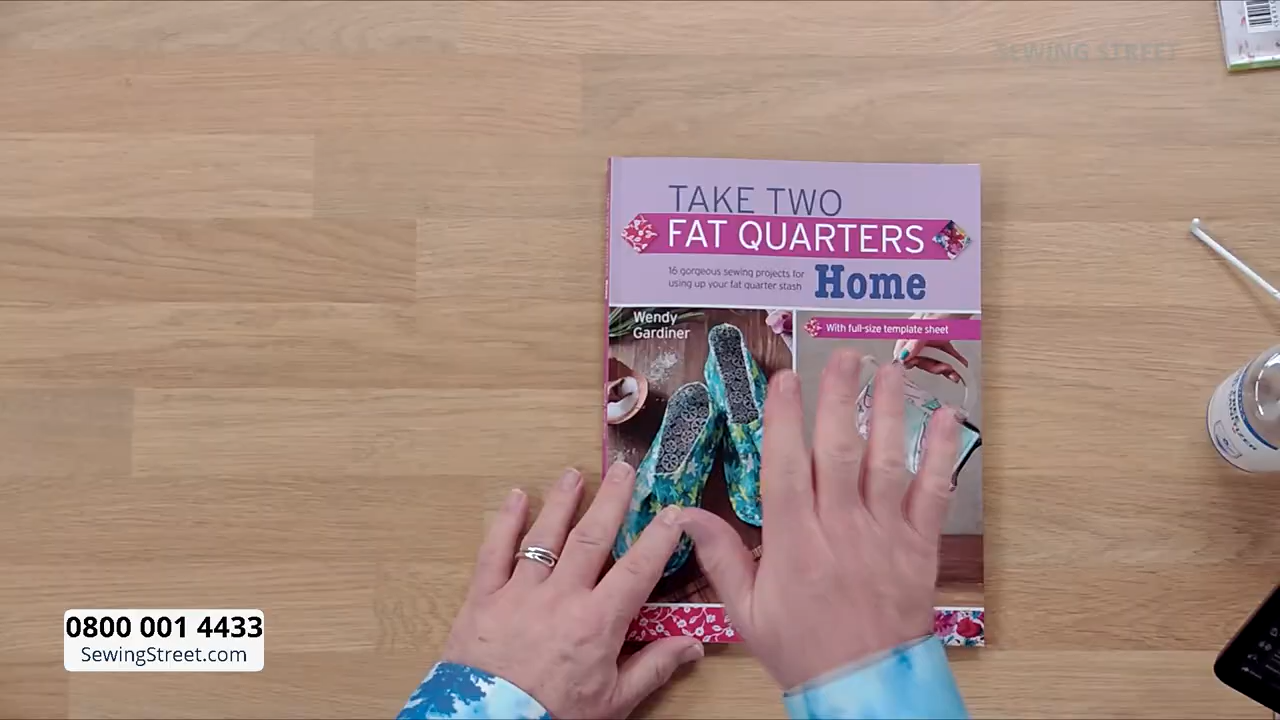 SEWING STREET
TAKE TWO
FAT QUARTERS
16 gorgeous sewing projects for
using up your fat quarter stash
Home
Wendy
Gardiner
With full-size template sheet
0800 001 4433
SewingStreet.com